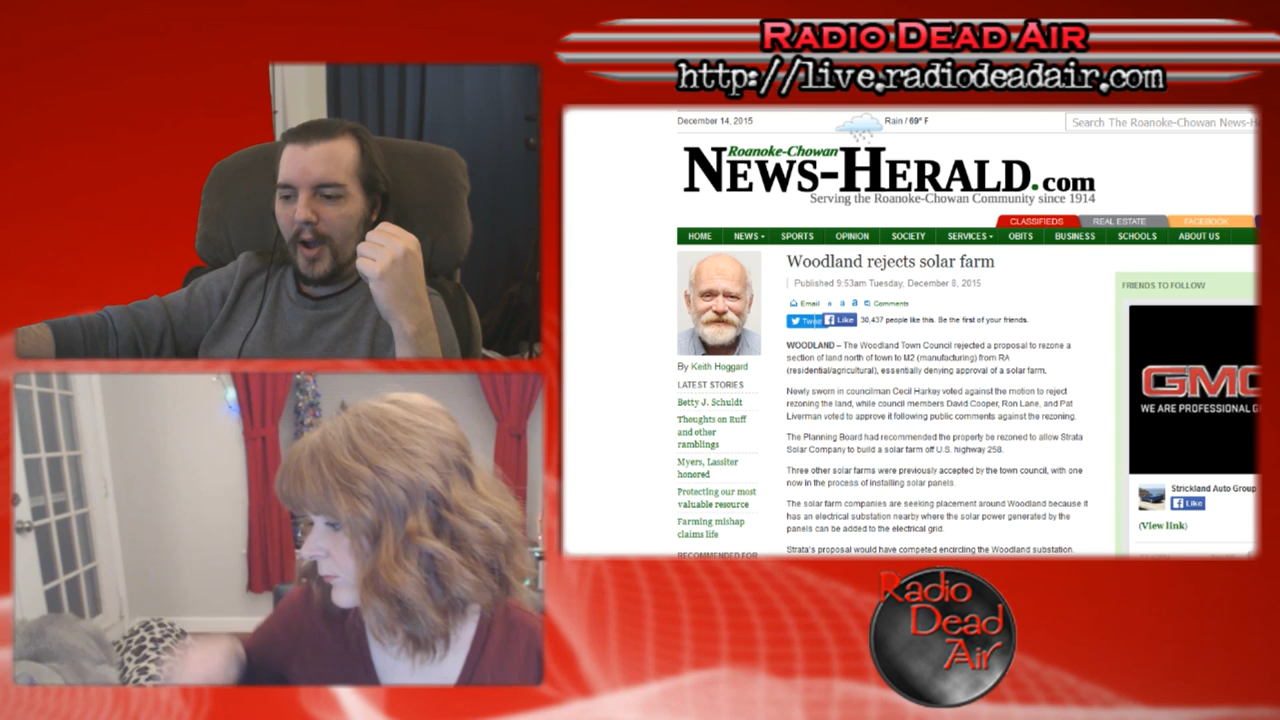 RADIO DEAD AIR
http://live.radiodeadair.com
December 14, 2015
Rain / 69° F
Search The Roanoke-Chowan News-H
Roanoke-Chowan
NEWS-HERALD.com
Serving the Roanoke-Chowan Community since 1914
CLASSIFIEDS REAL ESTATE FACEBOOK
HOME NEWS SPORTS OPINION SOCIETY SERVICES OBITS BUSINESS SCHOOLS ABOUT US
Woodland rejects solar farm
Published 9:53am Tuesday, December 8, 2015
Email a a a Comments
Tweet Like 30,437 people like this. Be the first of your friends.
WOODLAND – The Woodland Town Council rejected a proposal to rezone a
section of land north of town to M2 (manufacturing) from RA
(residential/agricultural), essentially denying approval of a solar farm.
Newly sworn in councilman Cecil Harkey voted against the motion to reject
rezoning the land, while council members David Cooper, Ron Lane, and Pat
Liverman voted to approve it following public comments against the rezoning.
The Planning Board had recommended the property be rezoned to allow Strata
Solar Company to build a solar farm off U.S. highway 258.
Three other solar farms were previously accepted by the town council, with one
now in the process of installing solar panels.
The solar farm companies are seeking placement around Woodland because it
has an electrical substation nearby where the solar power generated by the
panels can be added to the electrical grid.
Strata's proposal would have competed encircling the Woodland substation.
By Keith Hoggard
LATEST STORIES
Betty J. Schuldt
Thoughts on Ruff
and other
ramblings
Myers, Lassiter
honored
Protecting our most
valuable resource
Farming mishap
claims life
RECOMMENDED FOR
FRIENDS TO FOLLOW
GMC
WE ARE PROFESSIONAL G
Strickland Auto Group
Like
(View link)
Radio
Dead
Air